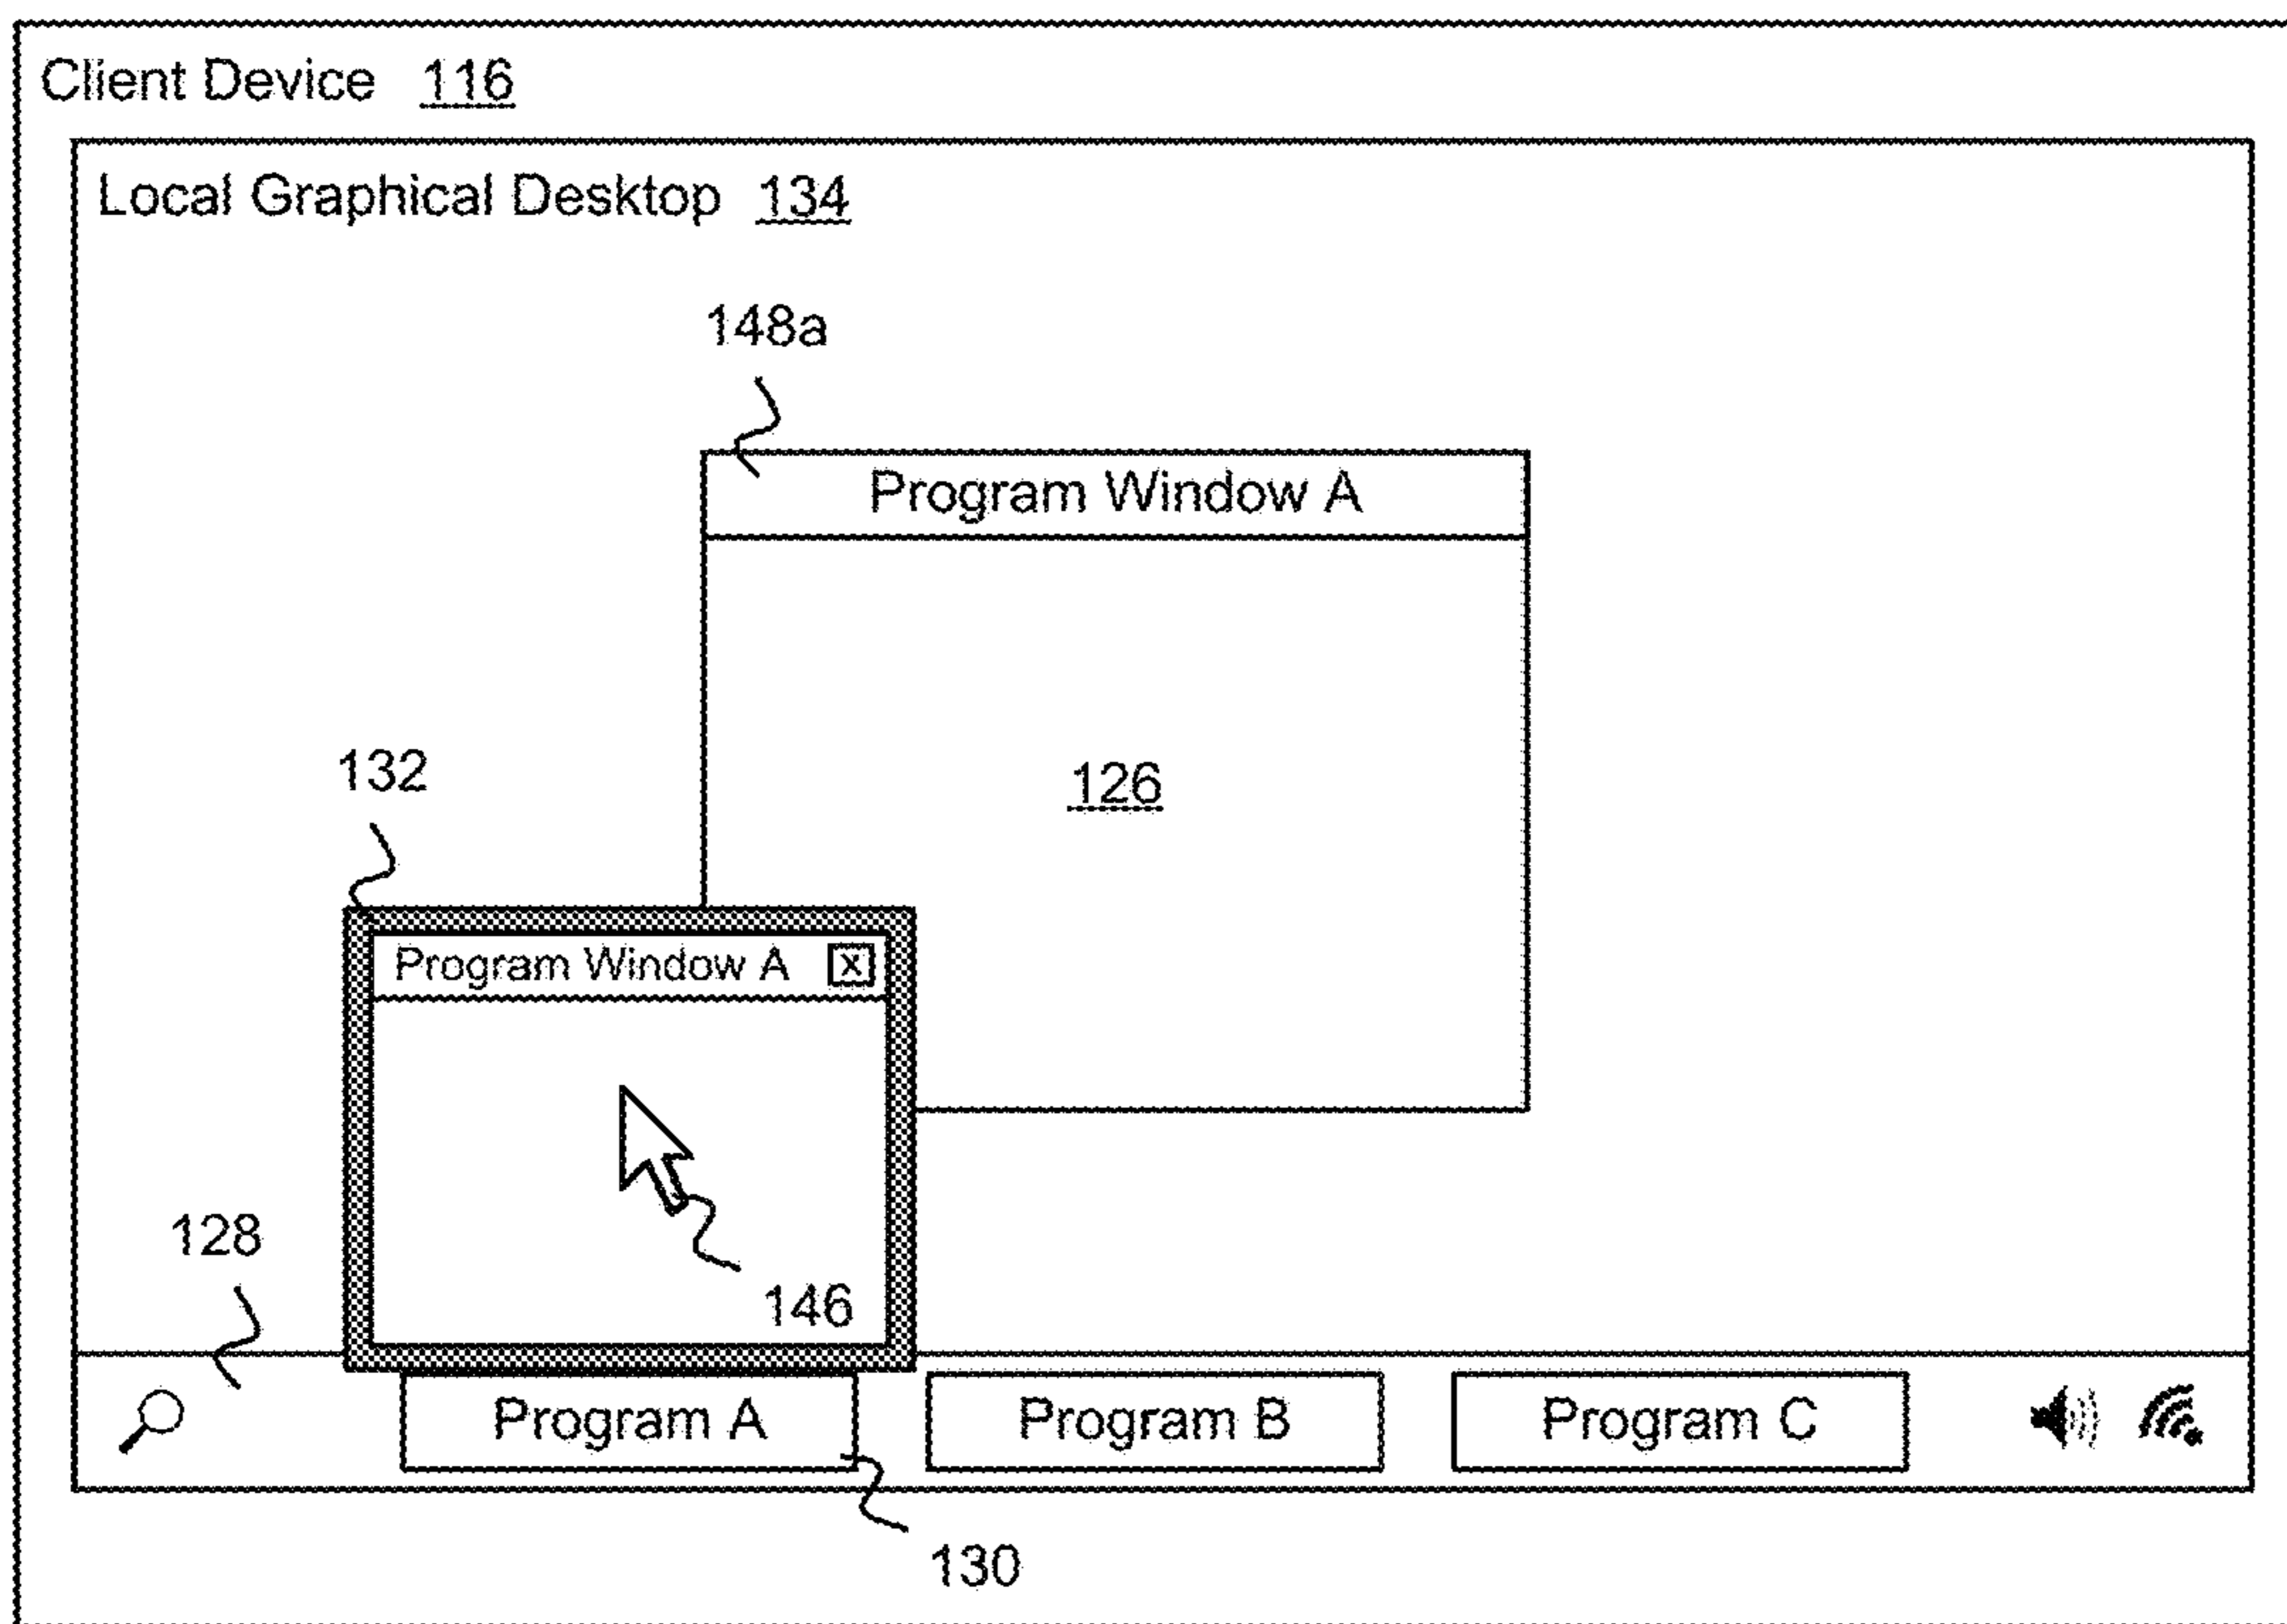 Client Device 116
Local Graphical Desktop 134
148a
Program Window A
132
126
Program Window A X
128
146
Program A Program B Program C
130